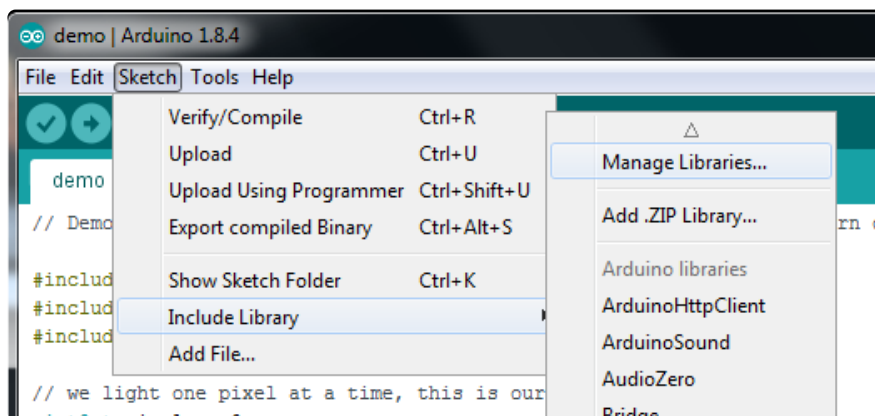 demo | Arduino 1.8.4
File Edit Sketch Tools Help
Verify/Compile Ctrl+R
Upload Ctrl+U
Upload Using Programmer Ctrl+Shift+U
Export compiled Binary Ctrl+Alt+S
Show Sketch Folder Ctrl+K
Include Library
Add File...
Manage Libraries...
Add .ZIP Library...
Arduino libraries
ArduinoHttpClient
ArduinoSound
AudioZero
Bridge
demo
// Demo
rn
#includ
#includ
#includ
// we light one pixel at a time, this is our